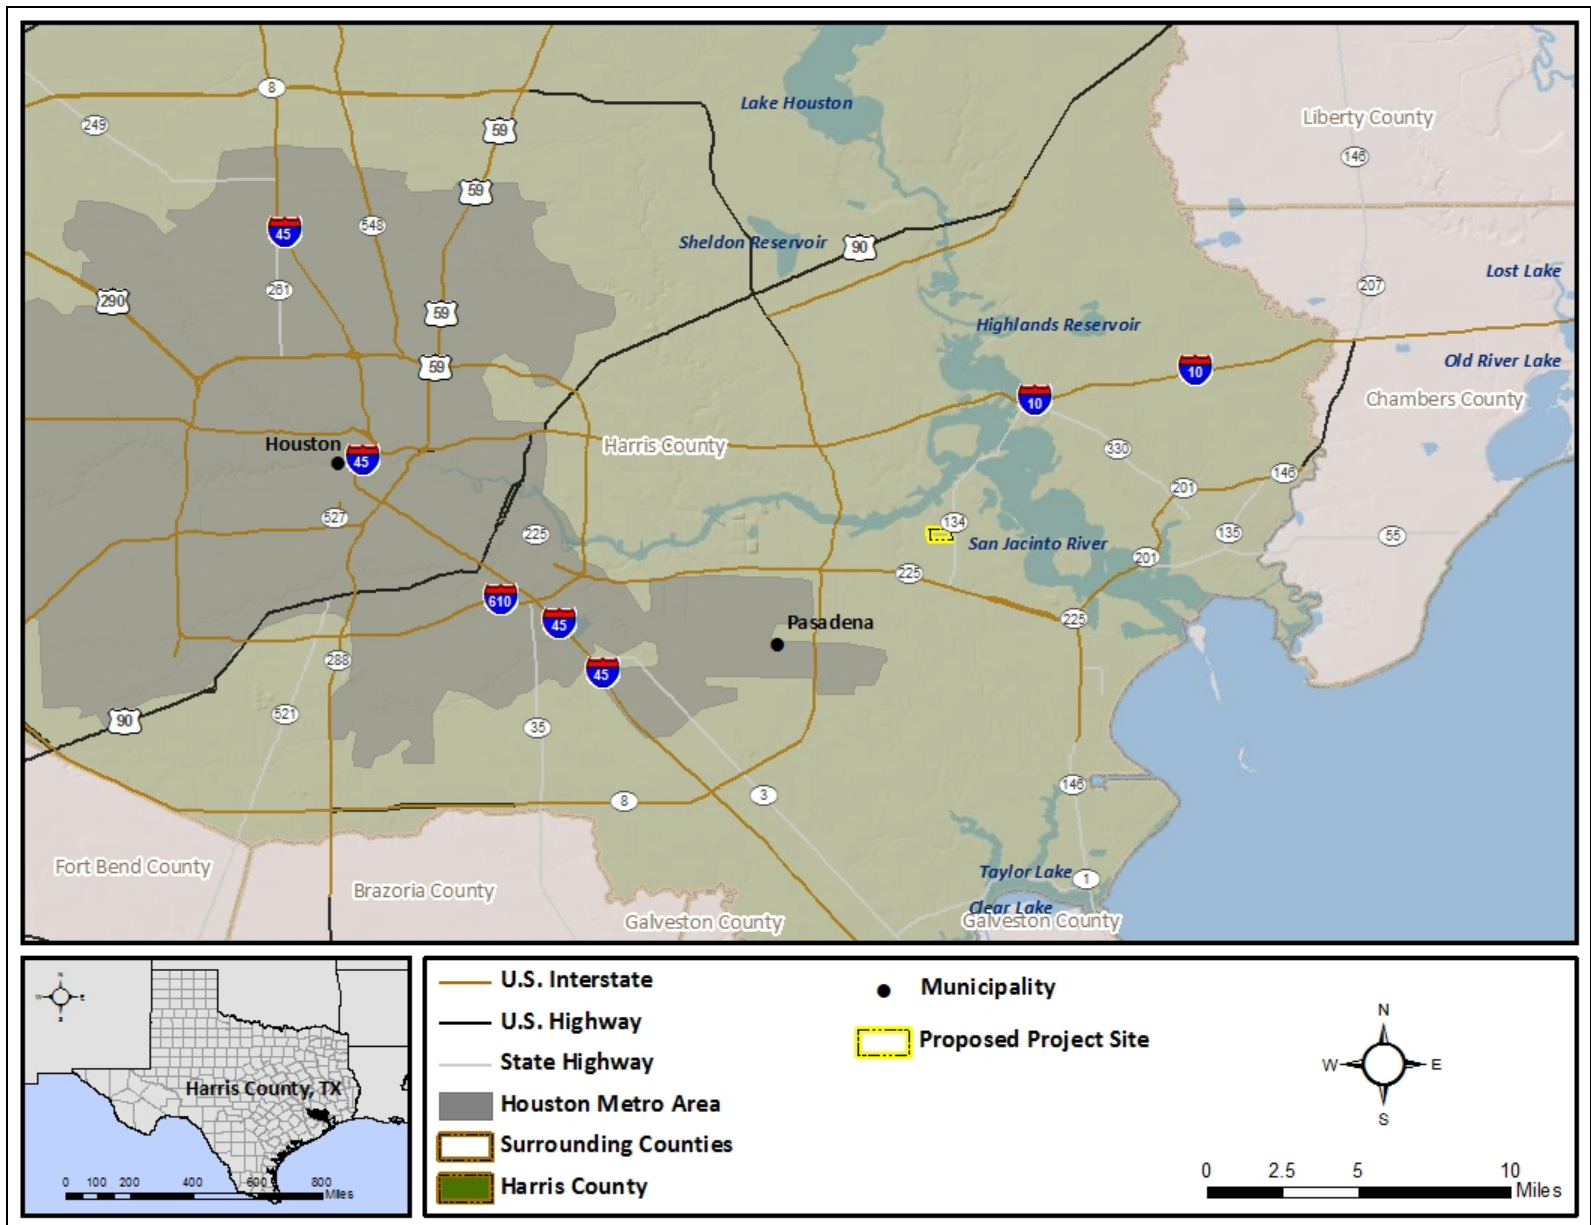 Lake Houston
8
Liberty County
249
59
146
59
548
45
Sheldon Reservoir
90
Lost Lake
207
261
290
59
Highlands Reservoir
59
Old River Lake
10
10
Chambers County
Houston
45
Harris County
330
146
201
527
134
225
135
55
San Jacinto River
201
225
610
45
225
Pasadena
288
45
521
90
35
146
8
3
Fort Bend County
Taylor Lake
1
Brazoria County
Clear Lake
Galveston County
Galveston County
N
W E
S
Harris County, TX
0 100 200 400 600 800
Miles
U.S. Interstate
U.S. Highway
State Highway
Houston Metro Area
Surrounding Counties
Harris County
Municipality
Proposed Project Site
N
W E
S
0 2.5 5 10
Miles